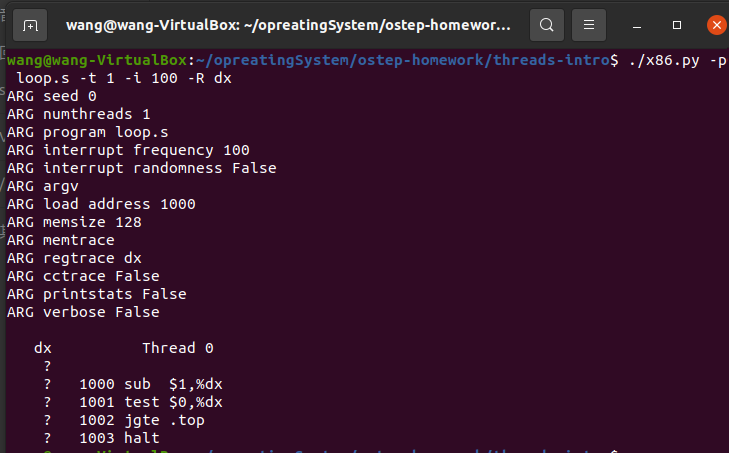 wang@wang-VirtualBox: ~/opreatingSystem/ostep-homewor...
wang@wang-VirtualBox:~/opreatingSystem/ostep-homework/threads-intro$ ./x86.py -p
 loop.s -t 1 -i 100 -R dx
ARG seed 0
ARG numthreads 1
ARG program loop.s
ARG interrupt frequency 100
ARG interrupt randomness False
ARG argv
ARG load address 1000
ARG memsize 128
ARG memtrace
ARG regtrace dx
ARG cctrace False
ARG printstats False
ARG verbose False
   dx          Thread 0
    ?
    ?   1000 sub  $1,%dx
    ?   1001 test $0,%dx
    ?   1002 jgte .top
    ?   1003 halt